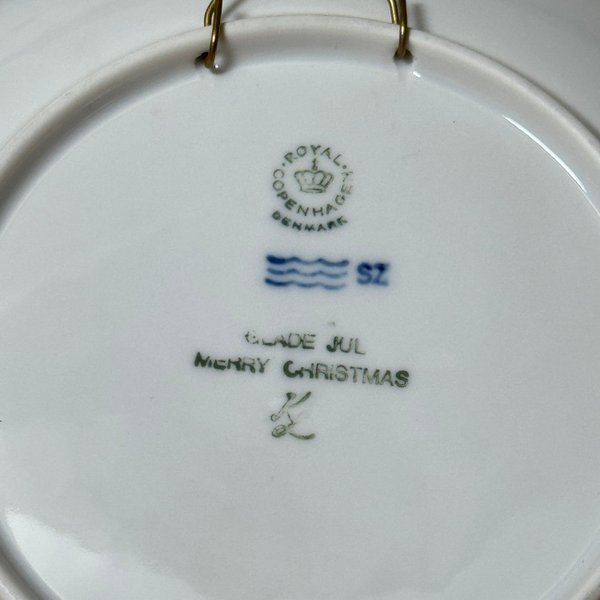 ROYAL COPENHAGEN
DENMARK
SZ
GLADE JUL
MERRY CHRISTMAS